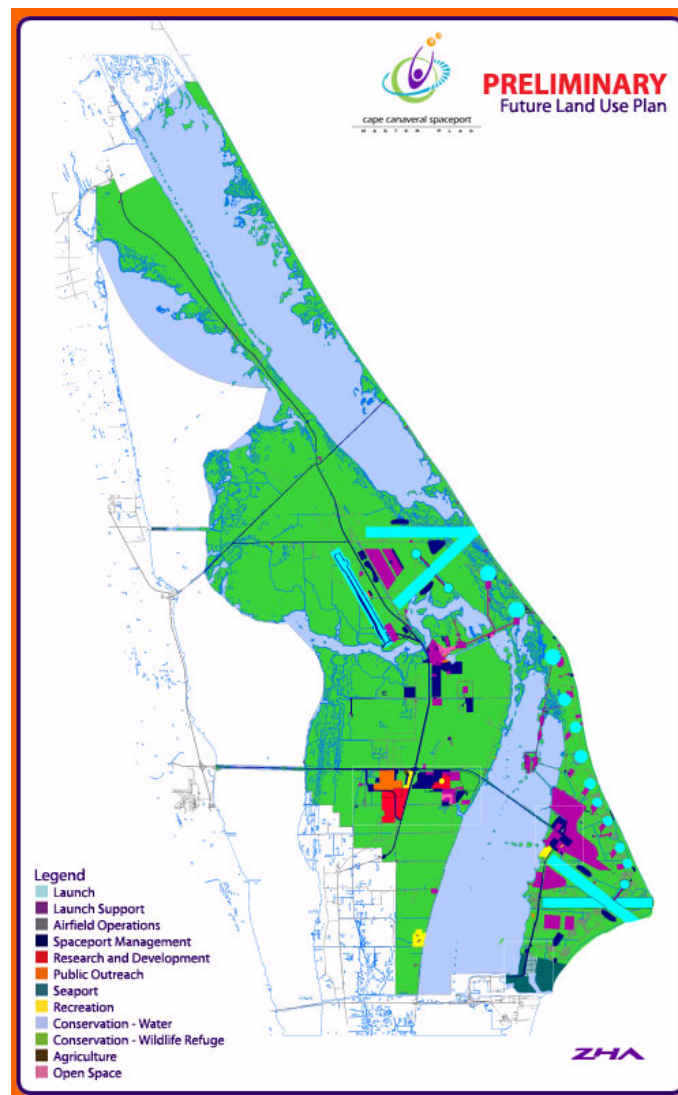 PRELIMINARY
Future Land Use Plan
cape canaveral spaceport
MASTER PLAN
Legend
Launch
Launch Support
Airfield Operations
Spaceport Management
Research and Development
Public Outreach
Seaport
Recreation
Conservation - Water
Conservation - Wildlife Refuge
Agriculture
Open Space
ZHA